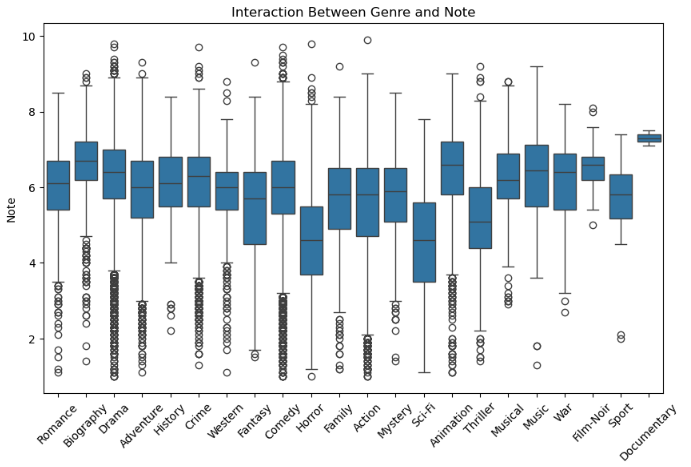 Interaction Between Genre and Note
10
8
6
4
2
Note
Romance
Biography
Drama
Adventure
History
Crime
Western
Fantasy
Comedy
Horror
Family
Action
Mystery
Sci-Fi
Animation
Thriller
Musical
Music
War
Film-Noir
Sport
Documentary